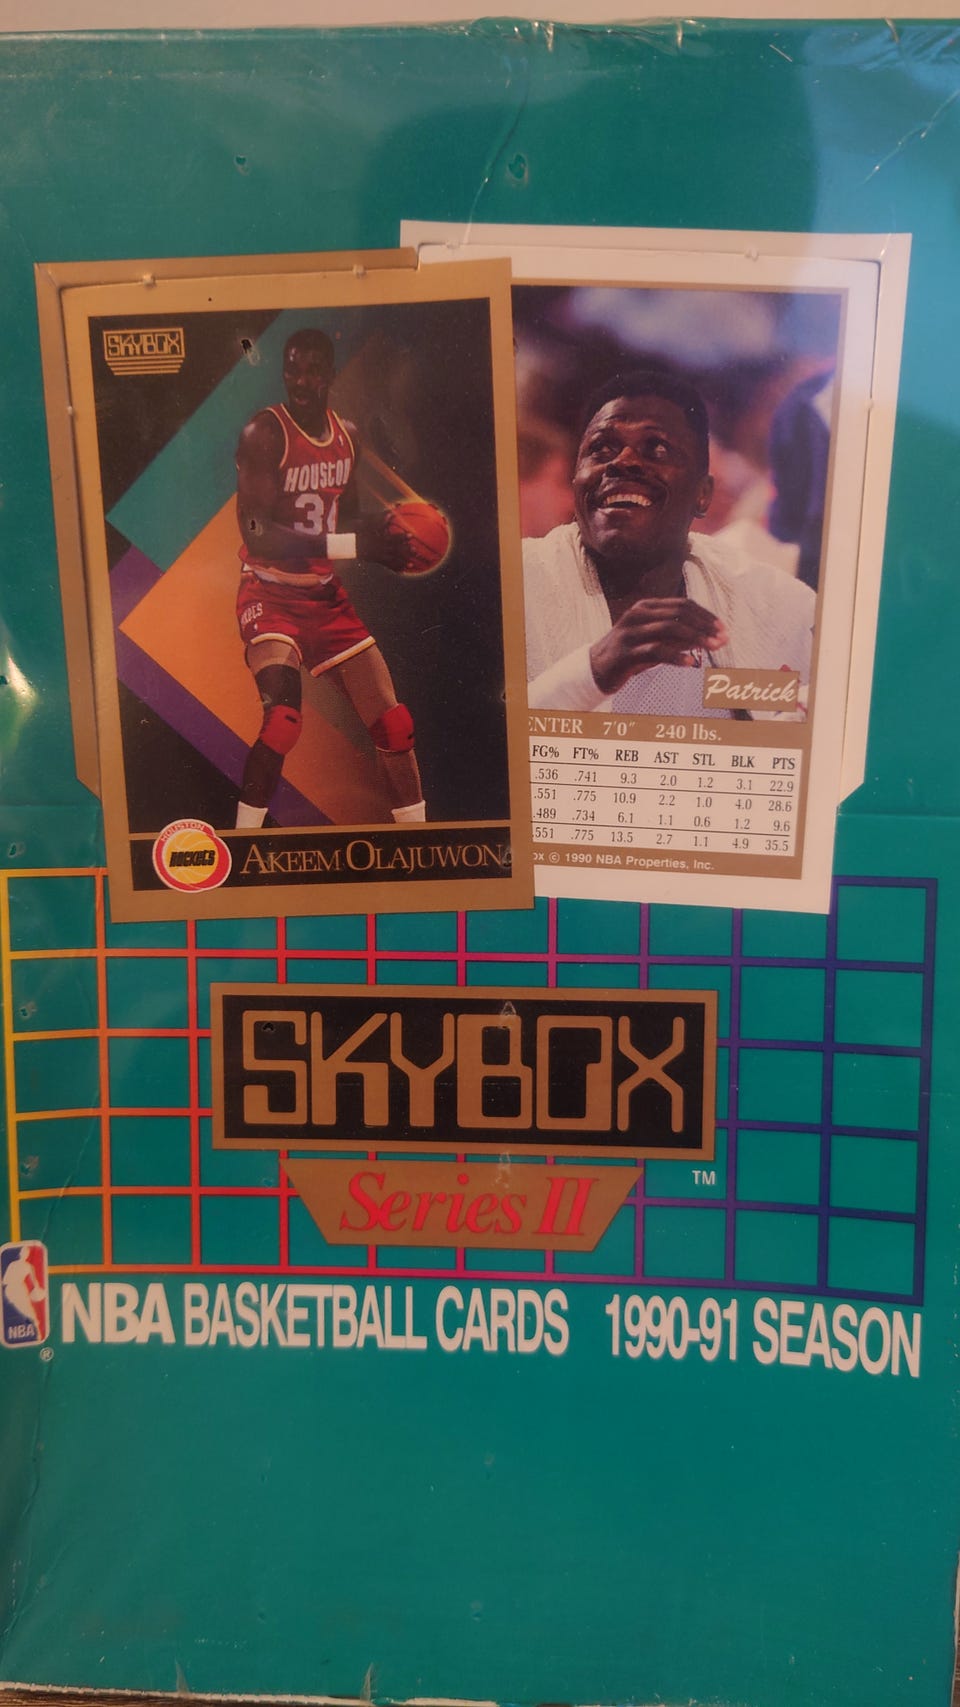 SKYBOX
HOUSTON
34
ROCKETS
HOUSTON
ROCKETS
AKEEM OLAJUWON
Patrick
ENTER 7'0" 240 lbs.
FG% FT% REB AST STL BLK PTS
.536 .741 9.3 2.0 1.2 3.1 22.9
.551 .775 10.9 2.2 1.0 4.0 28.6
.489 .734 6.1 1.1 0.6 1.2 9.6
.551 .775 13.5 2.7 1.1 4.9 35.5
ox © 1990 NBA Properties, Inc.
SKYBOX
TM
Series II
NBA
®
NBA BASKETBALL CARDS 1990-91 SEASON